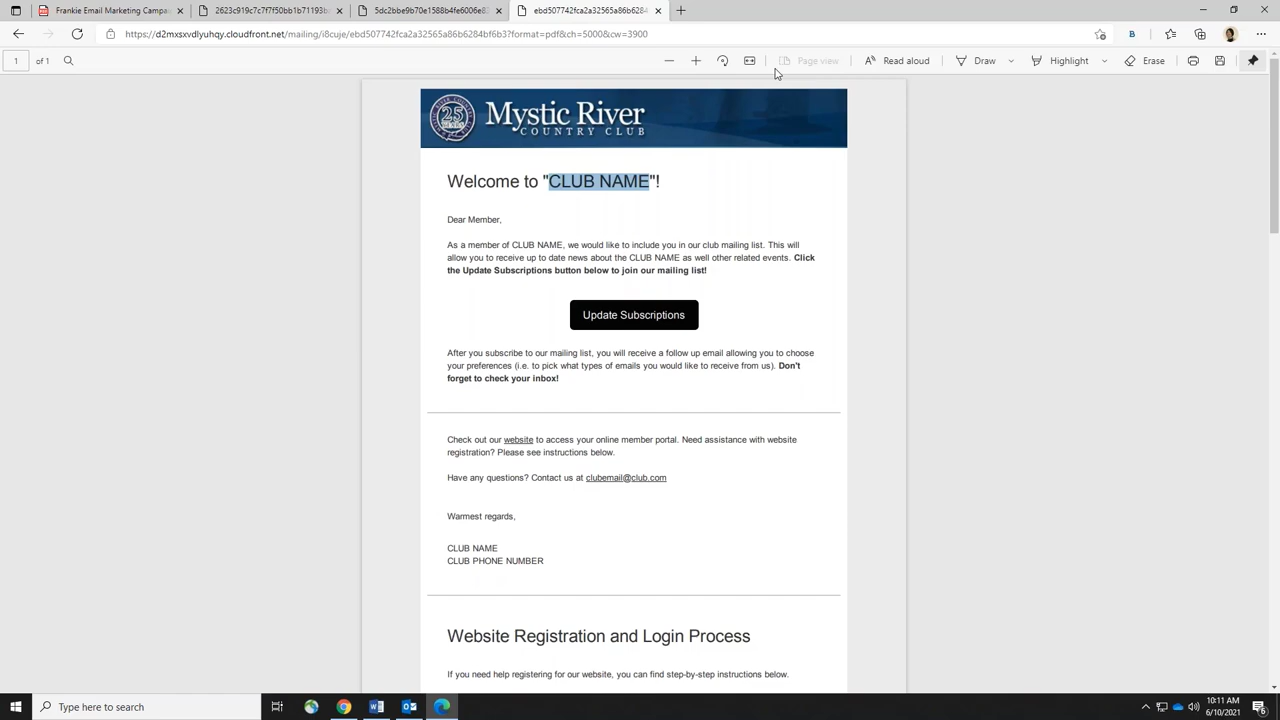 Frankie Email Marketing Campa
2623c919c7c7f7500bb1b71193b
5dc2bbe9b70e1588b4fe6006e83
ebd507742fca2a32565a86b6284
https://d2mxsxvdlyuhqy.cloudfront.net/mailing/i8cuje/ebd507742fca2a32565a86b6284bf6b3?format=pdf&ch=5000&cw=3900
1 of 1
Page view
Read aloud
Draw
Highlight
Erase
25
YEARS
Mystic River
COUNTRY CLUB
Welcome to "CLUB NAME"!
Dear Member,
As a member of CLUB NAME, we would like to include you in our club mailing list. This will
allow you to receive up to date news about the CLUB NAME as well other related events. Click
the Update Subscriptions button below to join our mailing list!
Update Subscriptions
After you subscribe to our mailing list, you will receive a follow up email allowing you to choose
your preferences (i.e. to pick what types of emails you would like to receive from us). Don't
forget to check your inbox!
Check out our website to access your online member portal. Need assistance with website
registration? Please see instructions below.
Have any questions? Contact us at clubemail@club.com
Warmest regards,
CLUB NAME
CLUB PHONE NUMBER
Website Registration and Login Process
If you need help registering for our website, you can find step-by-step instructions below.
Type here to search
10:11 AM
6/10/2021